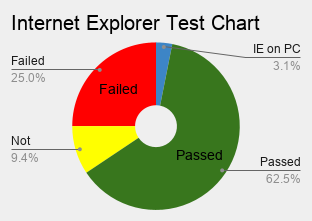 Internet Explorer Test Chart
IE on PC
3.1%
Failed
25.0%
Failed
Not
9.4%
Passed
Passed
62.5%